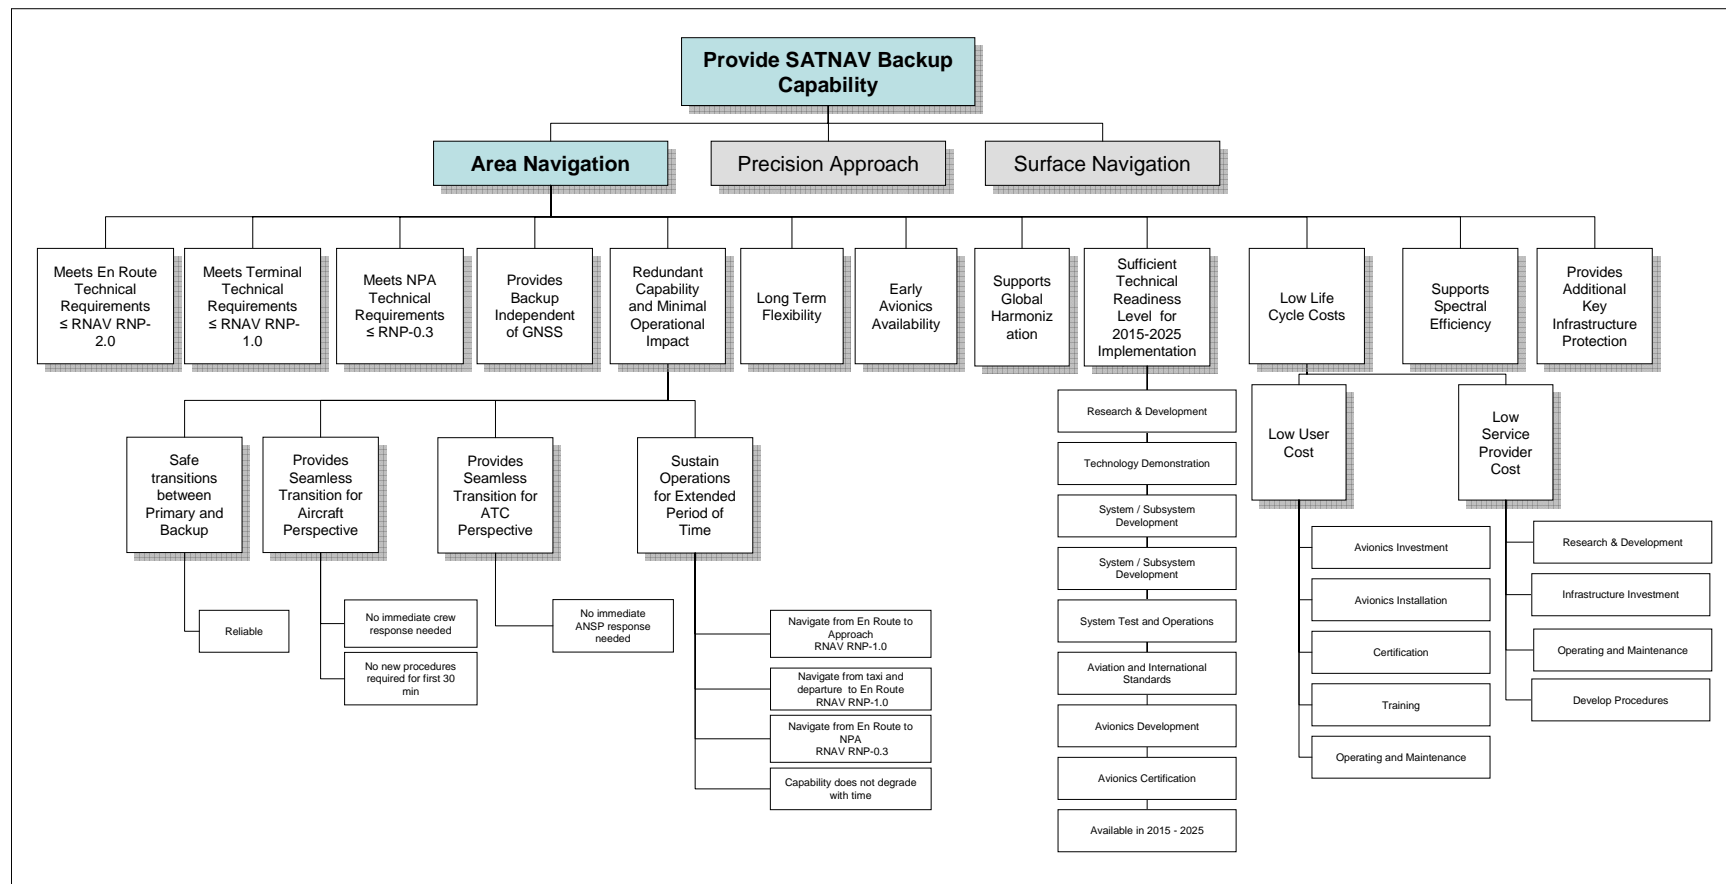 Provide SATNAV Backup
Capability
Area Navigation
Precision Approach
Surface Navigation
Meets En Route
Technical
Requirements
≤ RNAV RNP-
2.0
Meets Terminal
Technical
Requirements
≤ RNAV RNP-
1.0
Meets NPA
Technical
Requirements
≤ RNP-0.3
Provides
Backup
Independent
of GNSS
Redundant
Capability
and Minimal
Operational
Impact
Long Term
Flexibility
Early
Avionics
Availability
Supports
Global
Harmoniz
ation
Sufficient
Technical
Readiness
Level for
2015-2025
Implementation
Low Life
Cycle Costs
Supports
Spectral
Efficiency
Provides
Additional
Key
Infrastructure
Protection
Safe
transitions
between
Primary and
Backup
Provides
Seamless
Transition for
Aircraft
Perspective
Provides
Seamless
Transition for
ATC
Perspective
Sustain
Operations
for Extended
Period of
Time
Reliable
No immediate crew
response needed
No new procedures
required for first 30
min
No immediate
ANSP response
needed
Navigate from En Route to
Approach
RNAV RNP-1.0
Navigate from taxi and
departure to En Route
RNAV RNP-1.0
Navigate from En Route to
NPA
RNAV RNP-0.3
Capability does not degrade
with time
Research & Development
Technology Demonstration
System / Subsystem
Development
System / Subsystem
Development
System Test and Operations
Aviation and International
Standards
Avionics Development
Avionics Certification
Available in 2015 - 2025
Low User
Cost
Avionics Investment
Avionics Installation
Certification
Training
Operating and Maintenance
Low
Service
Provider
Cost
Research & Development
Infrastructure Investment
Operating and Maintenance
Develop Procedures